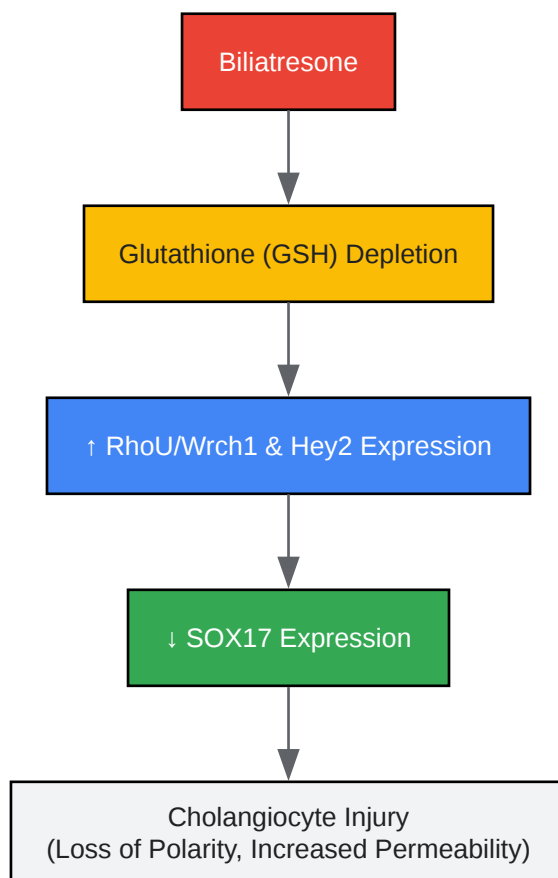 Biliatresone
Glutathione (GSH) Depletion
↑ RhoU/Wrch1 & Hey2 Expression
↓ SOX17 Expression
Cholangiocyte Injury
(Loss of Polarity, Increased Permeability)